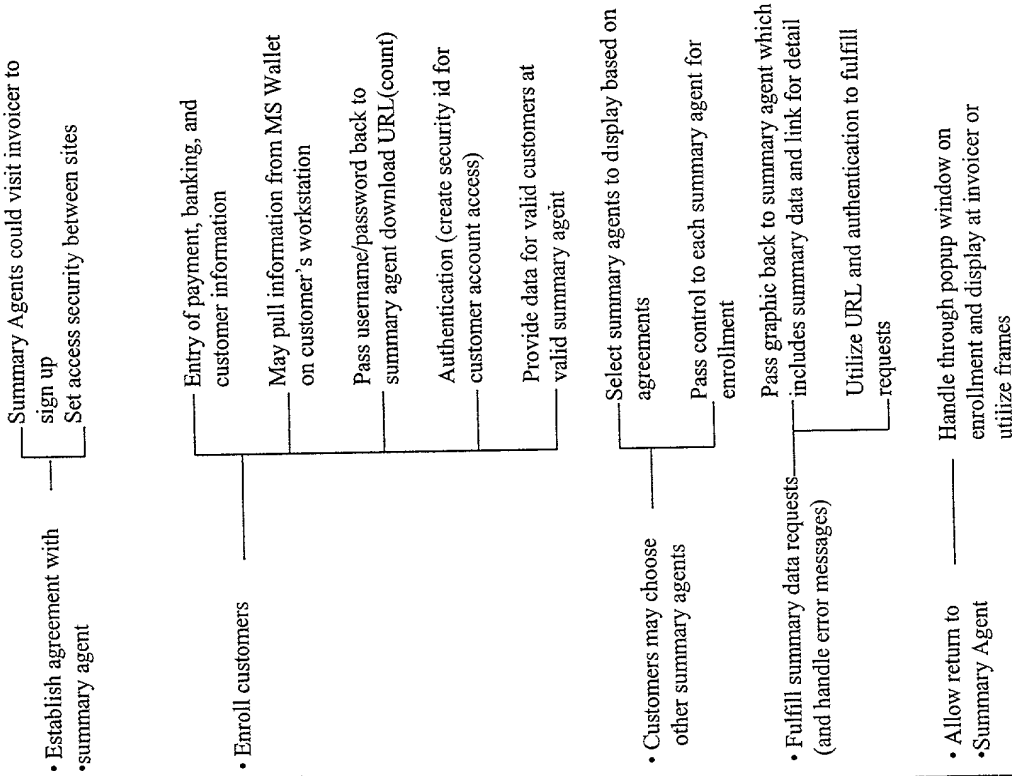 • Establish agreement with
•summary agent
Summary Agents could visit invoicer to
sign up
Set access security between sites
• Enroll customers
Entry of payment, banking, and
customer information
May pull information from MS Wallet
on customer's workstation
Pass username/password back to
summary agent download URL(count)
Authentication (create security id for
customer account access)
Provide data for valid customers at
valid summary agent
• Customers may choose
other summary agents
Select summary agents to display based on
agreements
Pass control to each summary agent for
enrollment
• Fulfill summary data requests
(and handle error messages)
Pass graphic back to summary agent which
includes summary data and link for detail
Utilize URL and authentication to fulfill
requests
• Allow return to
•Summary Agent
Handle through popup window on
enrollment and display at invoicer or
utilize frames